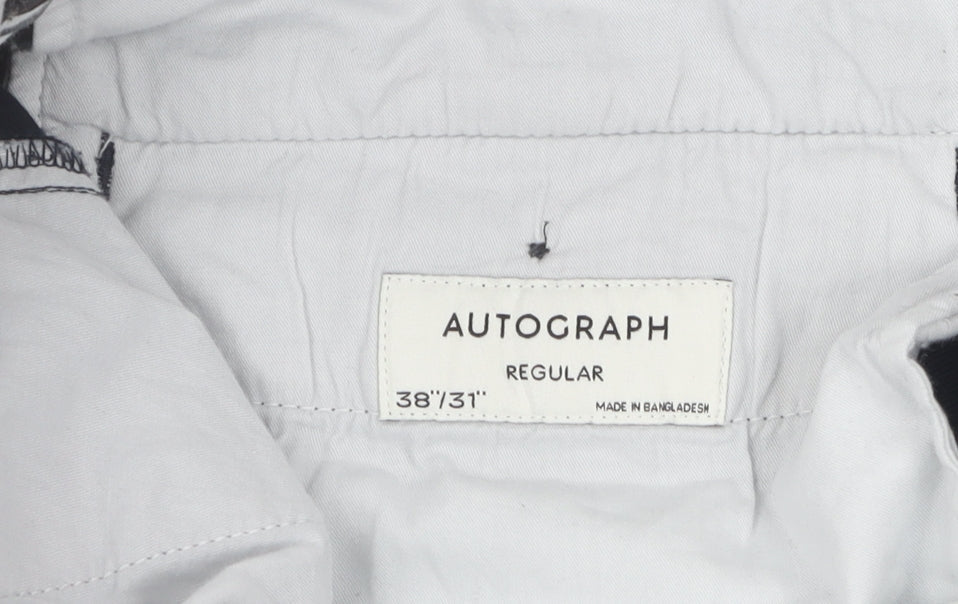 AUTOGRAPH
REGULAR
38"/31"
MADE IN BANGLADESH